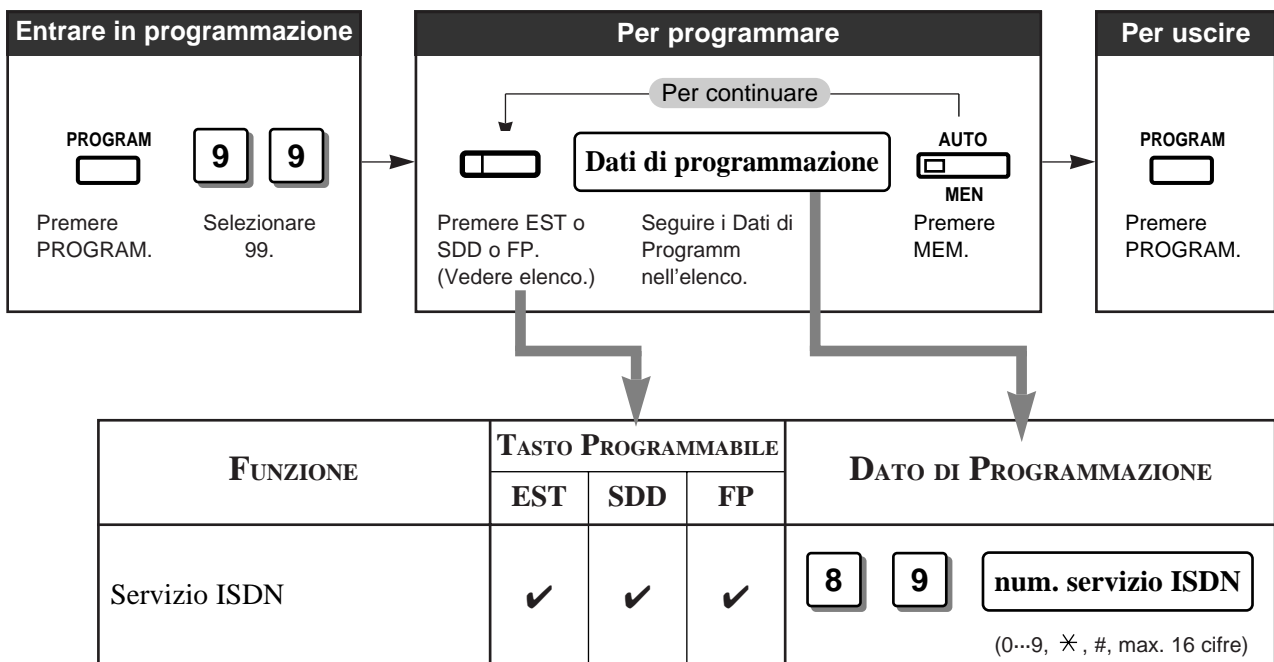 Entrare in programmazione
Per programmare
Per uscire
Per continuare
PROGRAM
9 9
Dati di programmazione
AUTO
MEN
PROGRAM
Premere
PROGRAM.
Selezionare
99.
Premere EST o
SDD o FP.
(Vedere elenco.)
Seguire i Dati di
Programm
nell'elenco.
Premere
MEM.
Premere
PROGRAM.
FUNZIONE
TASTO PROGRAMMABILE
DATO DI PROGRAMMAZIONE
EST SDD FP
Servizio ISDN
✔ ✔ ✔
8 9 num. servizio ISDN
(0···9, ✳, #, max. 16 cifre)